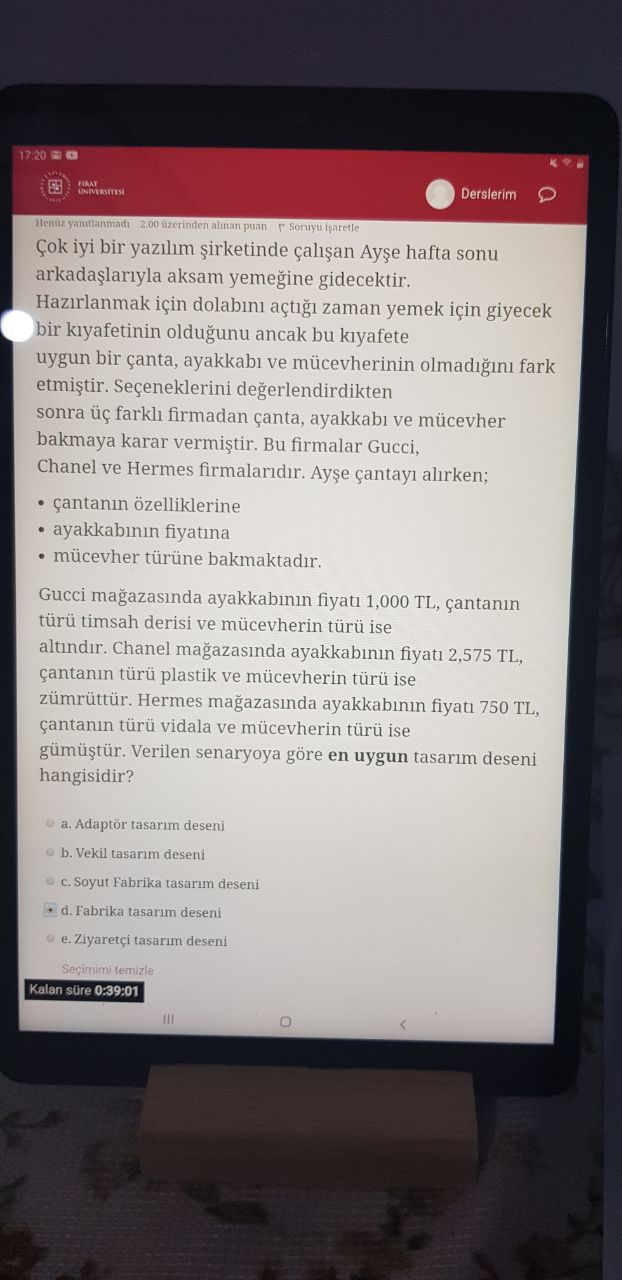 17:20
FIRAT
ÜNİVERSİTESİ
Derslerim
Henüz yanıtlanmadı 2.00 üzerinden alınan puan Soruyu işaretle
Çok iyi bir yazılım şirketinde çalışan Ayşe hafta sonu
arkadaşlarıyla aksam yemeğine gidecektir.
Hazırlanmak için dolabını açtığı zaman yemek için giyecek
bir kıyafetinin olduğunu ancak bu kıyafete
uygun bir çanta, ayakkabı ve mücevherinin olmadığını fark
etmiştir. Seçeneklerini değerlendirdikten
sonra üç farklı firmadan çanta, ayakkabı ve mücevher
bakmaya karar vermiştir. Bu firmalar Gucci,
Chanel ve Hermes firmalarıdır. Ayşe çantayı alırken;
• çantanın özelliklerine
• ayakkabının fiyatına
• mücevher türüne bakmaktadır.
Gucci mağazasında ayakkabının fiyatı 1,000 TL, çantanın
türü timsah derisi ve mücevherin türü ise
altındır. Chanel mağazasında ayakkabının fiyatı 2,575 TL,
çantanın türü plastik ve mücevherin türü ise
zümrüttür. Hermes mağazasında ayakkabının fiyatı 750 TL,
çantanın türü vidala ve mücevherin türü ise
gümüştür. Verilen senaryoya göre en uygun tasarım deseni
hangisidir?
a. Adaptör tasarım deseni
b. Vekil tasarım deseni
c. Soyut Fabrika tasarım deseni
d. Fabrika tasarım deseni
e. Ziyaretçi tasarım deseni
Seçimimi temizle
Kalan süre 0:39:01